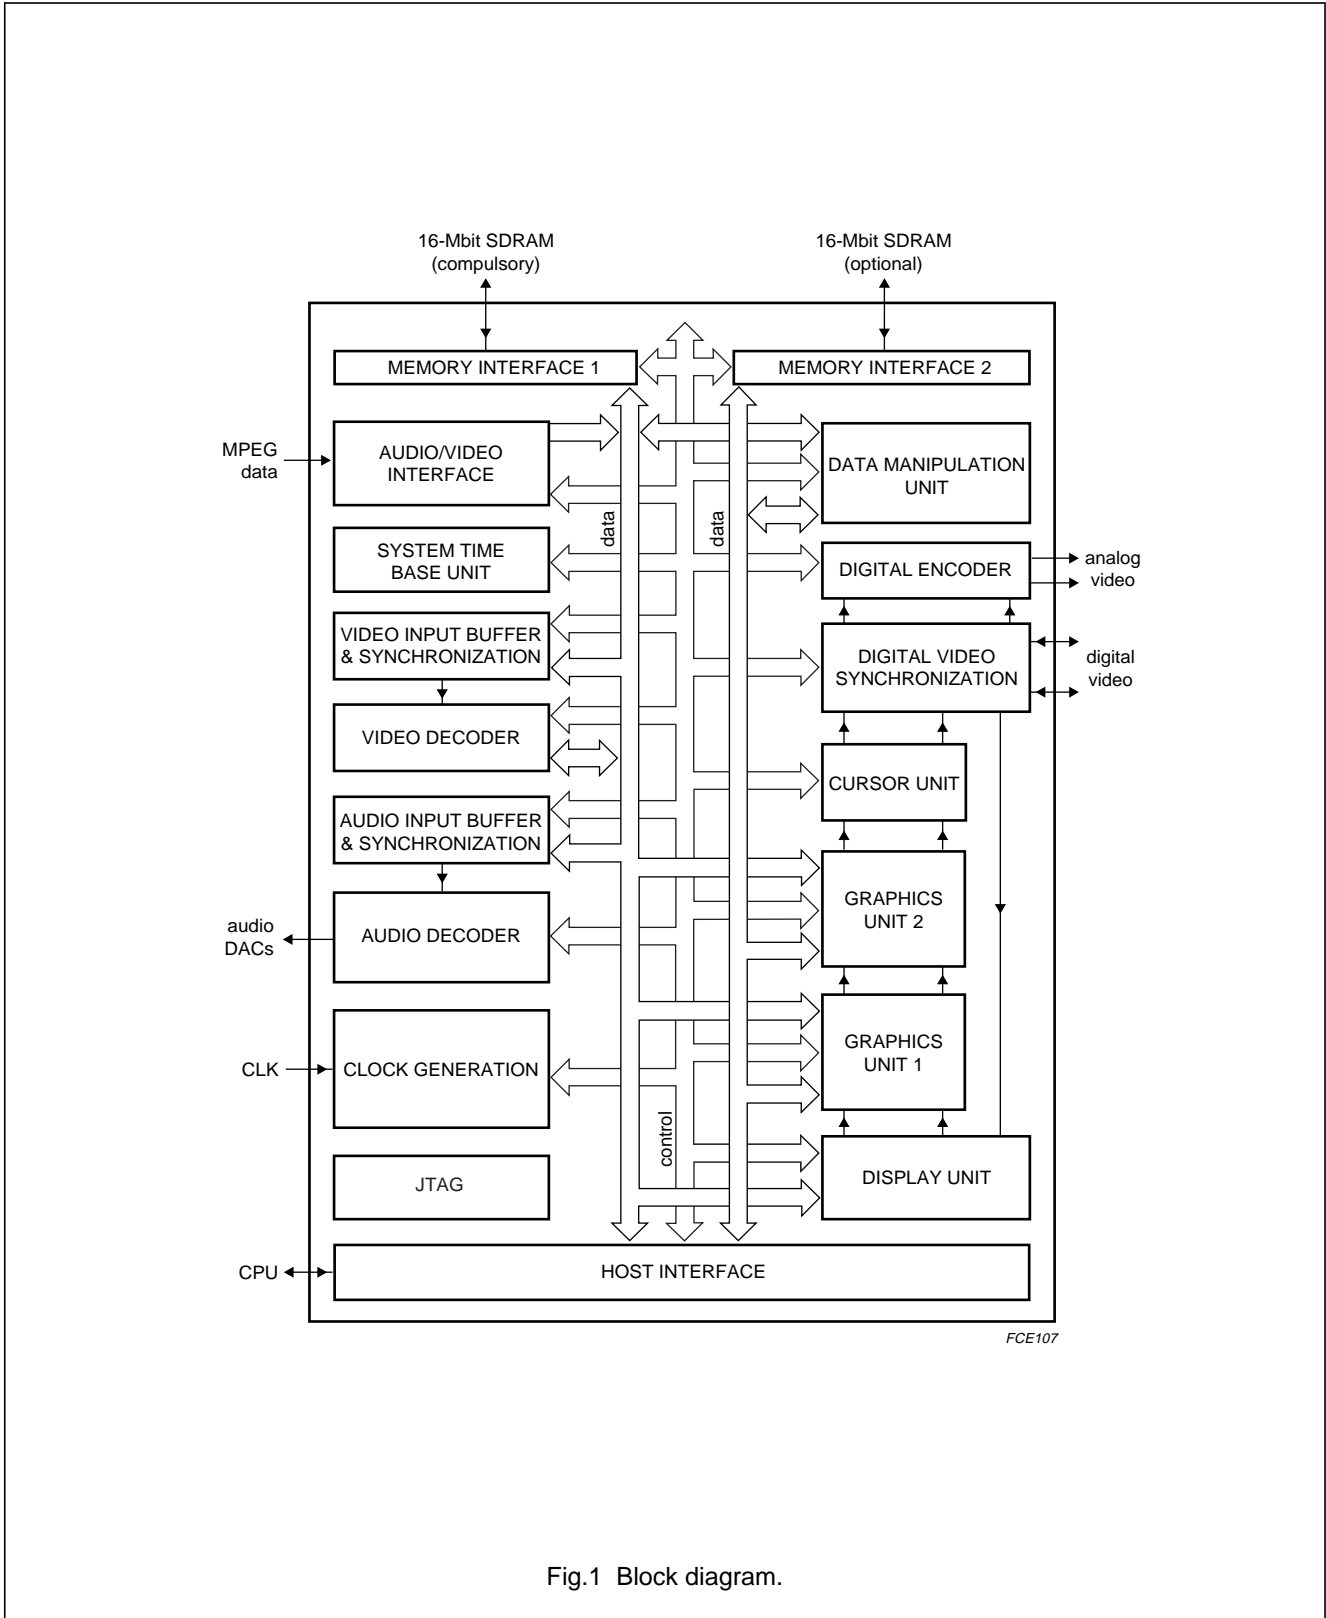 16-Mbit SDRAM
(compulsory)
16-Mbit SDRAM
(optional)
MEMORY INTERFACE 1
MEMORY INTERFACE 2
MPEG
data
AUDIO/VIDEO
INTERFACE
DATA MANIPULATION
UNIT
data
data
SYSTEM TIME
BASE UNIT
DIGITAL ENCODER
analog
video
VIDEO INPUT BUFFER
& SYNCHRONIZATION
DIGITAL VIDEO
SYNCHRONIZATION
digital
video
VIDEO DECODER
CURSOR UNIT
AUDIO INPUT BUFFER
& SYNCHRONIZATION
GRAPHICS
UNIT 2
audio
DACs
AUDIO DECODER
GRAPHICS
UNIT 1
CLK
CLOCK GENERATION
control
JTAG
DISPLAY UNIT
CPU
HOST INTERFACE
FCE107
Fig.1 Block diagram.